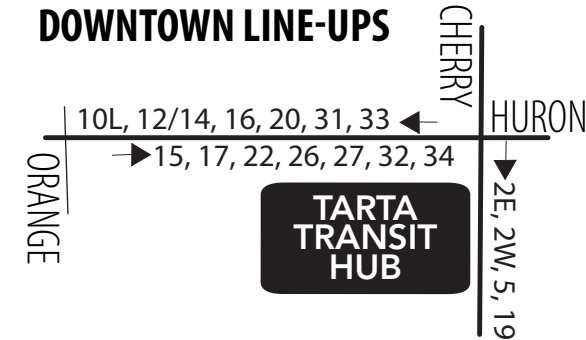 DOWNTOWN LINE-UPS
CHERRY
10L, 12/14, 16, 20, 31, 33
HURON
15, 17, 22, 26, 27, 32, 34
ORANGE
TARTA
TRANSIT
HUB
2E, 2W, 5, 19